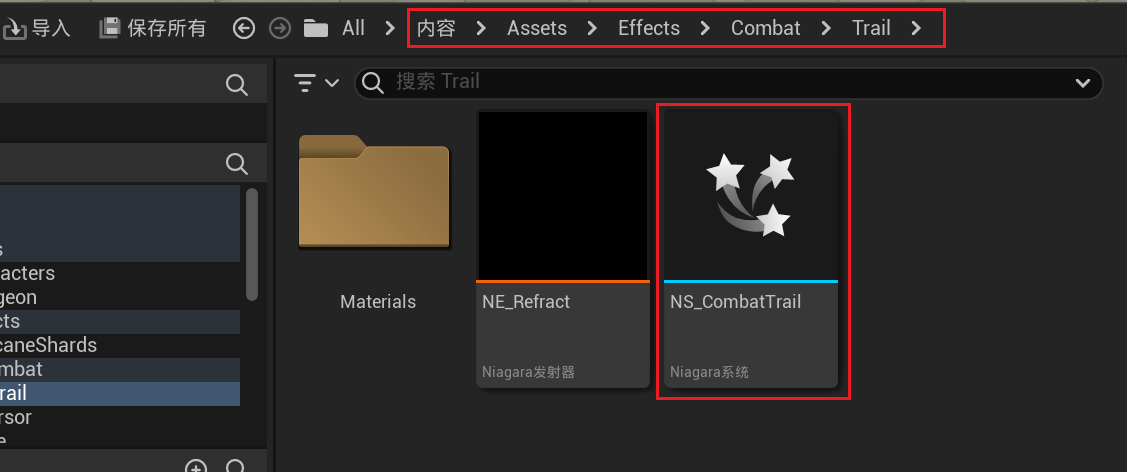 导入 保存所有 All 内容 Assets Effects Combat Trail
搜索 Trail
s
acters
geon
cts
caneShards
mbat
rail
rsor
Materials
NE_Refract
Niagara发射器
NS_CombatTrail
Niagara系统